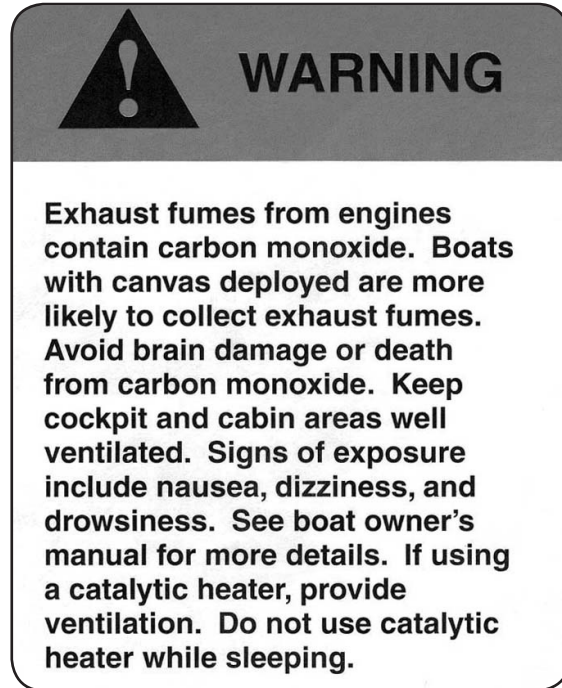 WARNING
Exhaust fumes from engines
contain carbon monoxide.  Boats
with canvas deployed are more
likely to collect exhaust fumes.
Avoid brain damage or death
from carbon monoxide.  Keep
cockpit and cabin areas well
ventilated.  Signs of exposure
include nausea, dizziness, and
drowsiness.  See boat owner's
manual for more details.  If using
a catalytic heater, provide
ventilation.  Do not use catalytic
heater while sleeping.